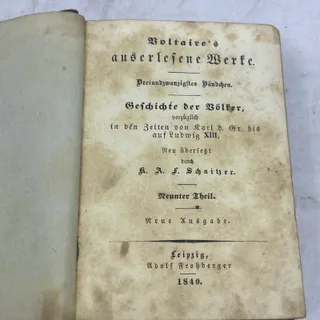 Voltaire's
auserlesene Werke.
Dreiundzwanzigstes Bändchen.
Geschichte der Völker,
vorzüglich
in den Zeiten von Karl d. Gr. bis
auf Ludwig XIII.
Neu übersetzt
durch
K. A. F. Schnitzer.
Neunter Theil.
Neue Ausgabe.
Leipzig,
Adolf Frohberger
1840.